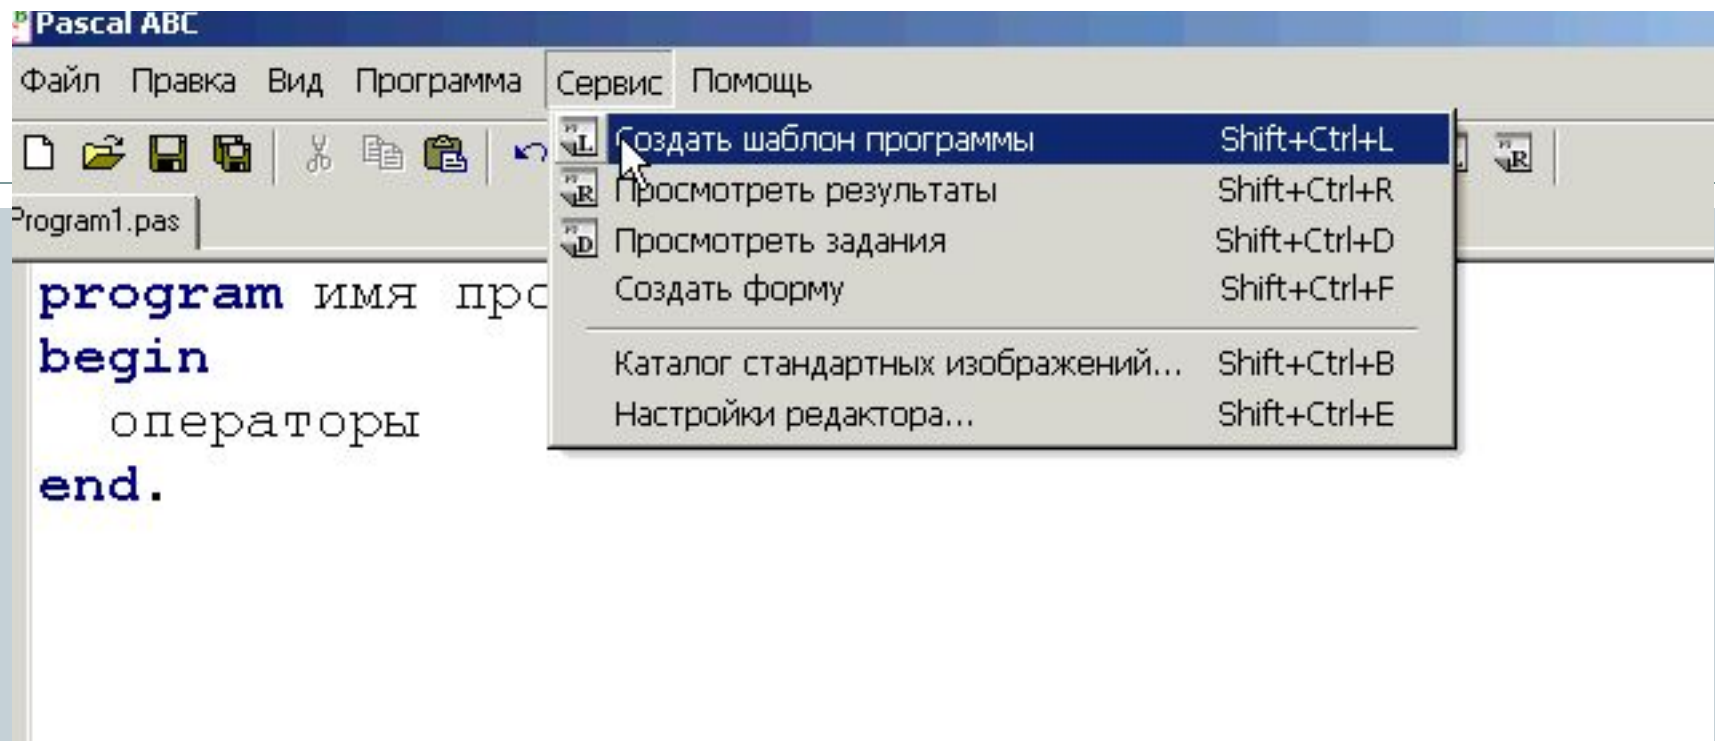 Pascal ABC
Файл Правка Вид Программа Сервис Помощь
Создать шаблон программы Shift+Ctrl+L
Просмотреть результаты Shift+Ctrl+R
Просмотреть задания Shift+Ctrl+D
Создать форму Shift+Ctrl+F
Каталог стандартных изображений... Shift+Ctrl+B
Настройки редактора... Shift+Ctrl+E
Program1.pas
program имя про
begin
операторы
end.